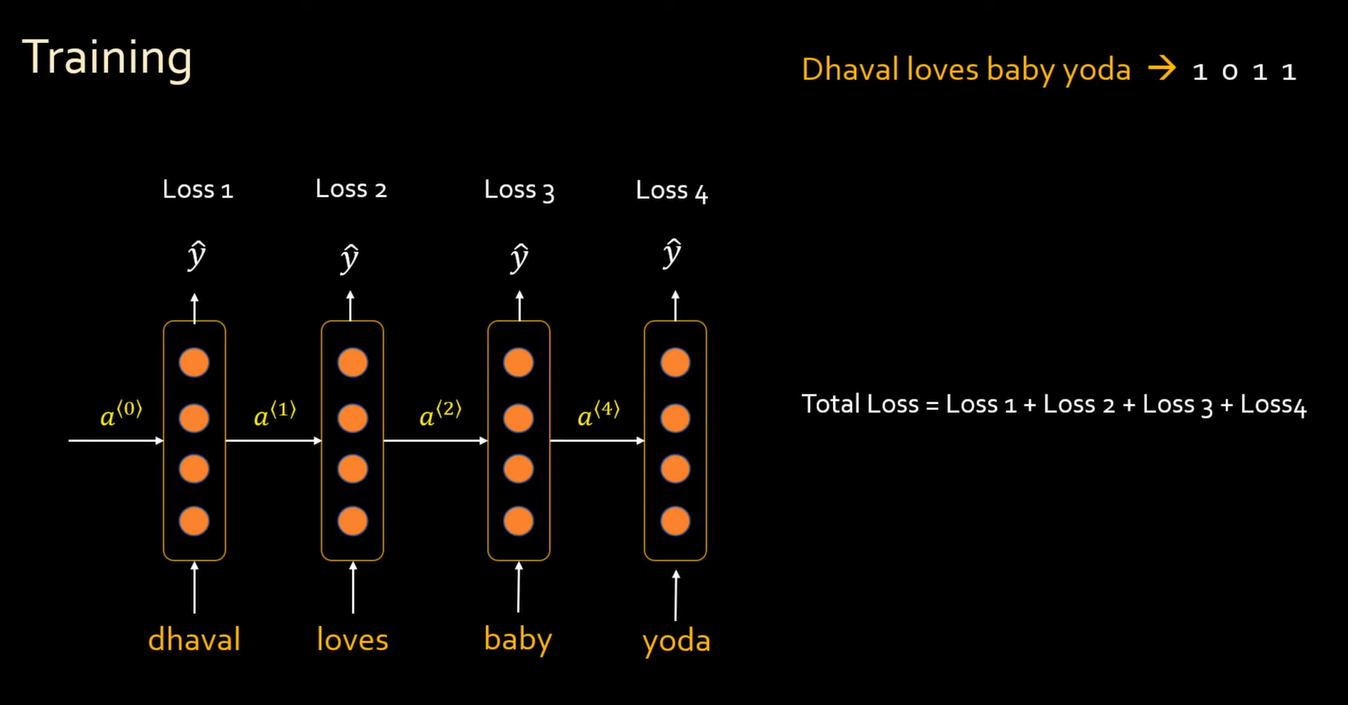 Training
Dhaval loves baby yoda → 1 0 1 1
Loss 1 Loss 2 Loss 3 Loss 4
ŷ ŷ ŷ ŷ
a⟨0⟩ a⟨1⟩ a⟨2⟩ a⟨4⟩
Total Loss = Loss 1 + Loss 2 + Loss 3 + Loss4
dhaval loves baby yoda